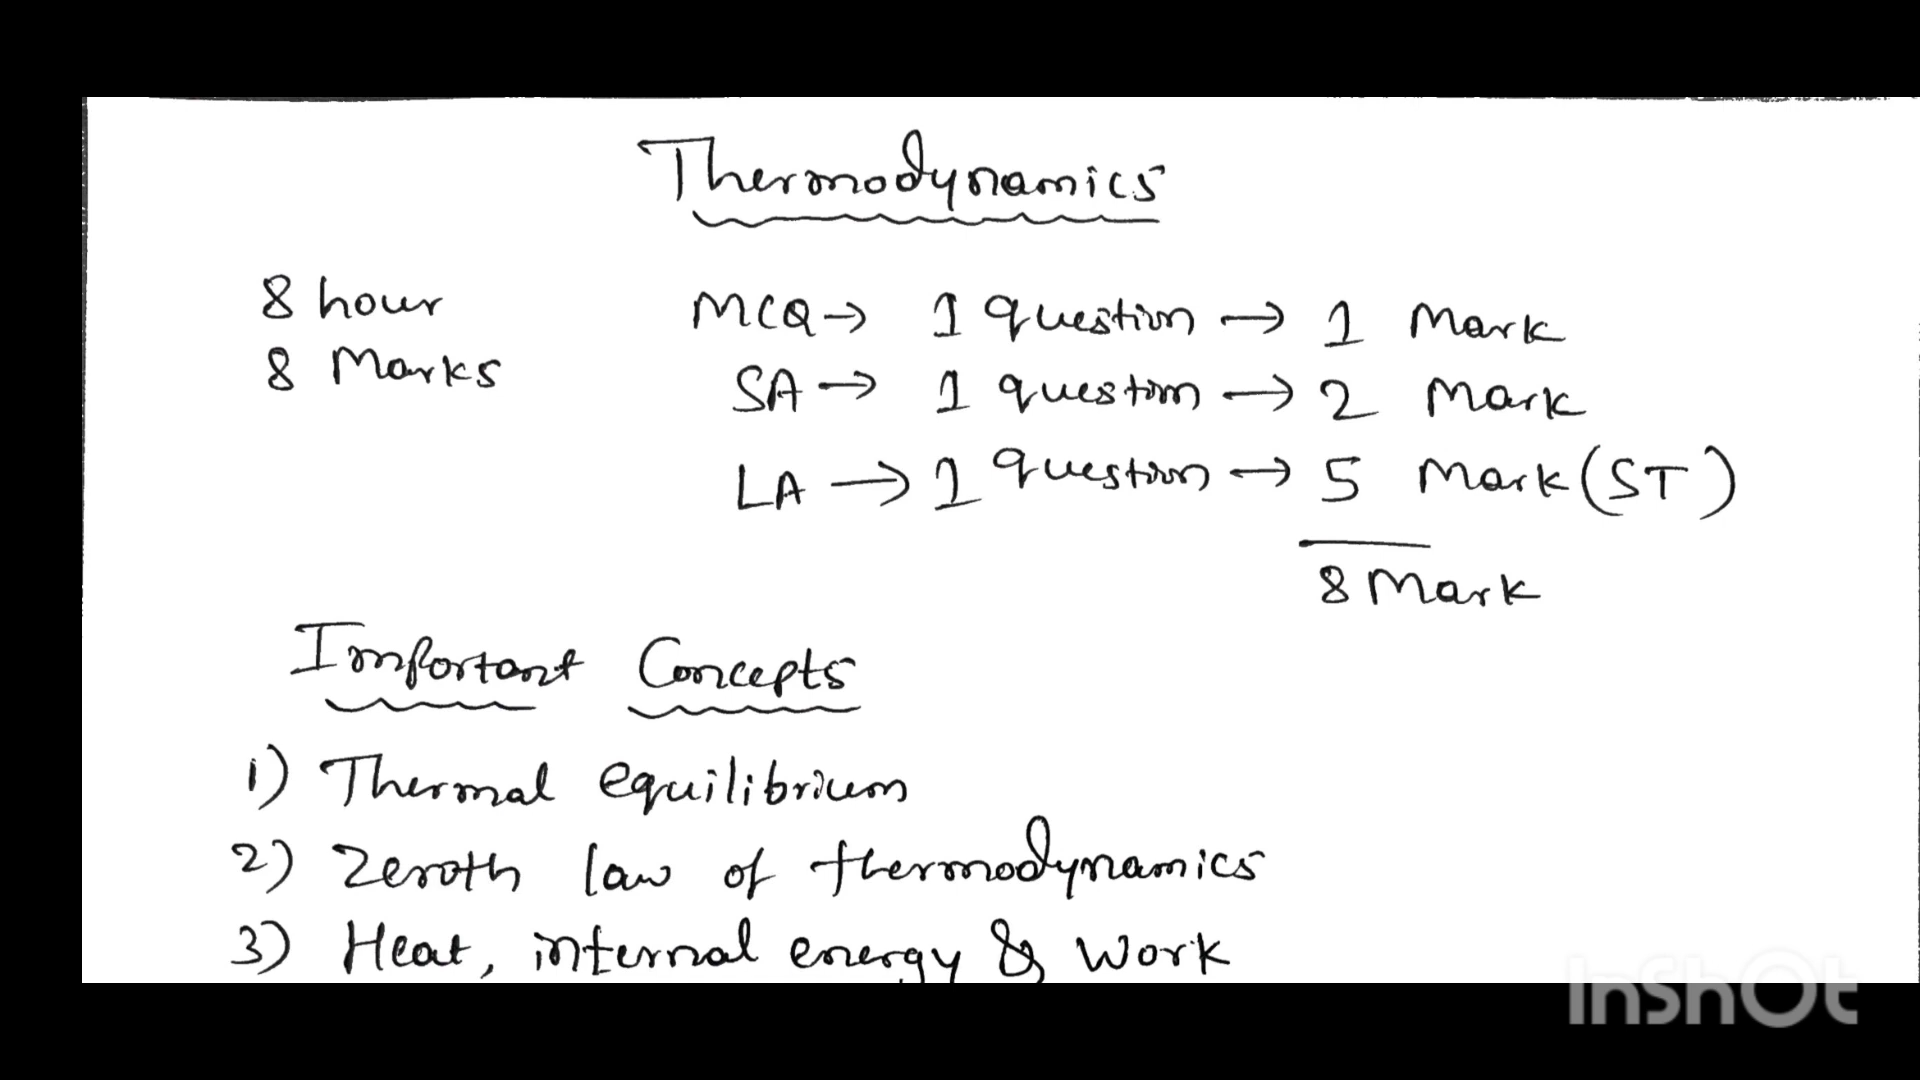 Thermodynamics
8 hour
8 Marks
MCQ → 1 question → 1 Mark
SA → 1 question → 2 Mark
LA → 1 question → 5 Mark (ST)
8 Mark
Important Concepts
1) Thermal equilibrium
2) Zeroth law of thermodynamics
3) Heat, internal energy & work
InShOt